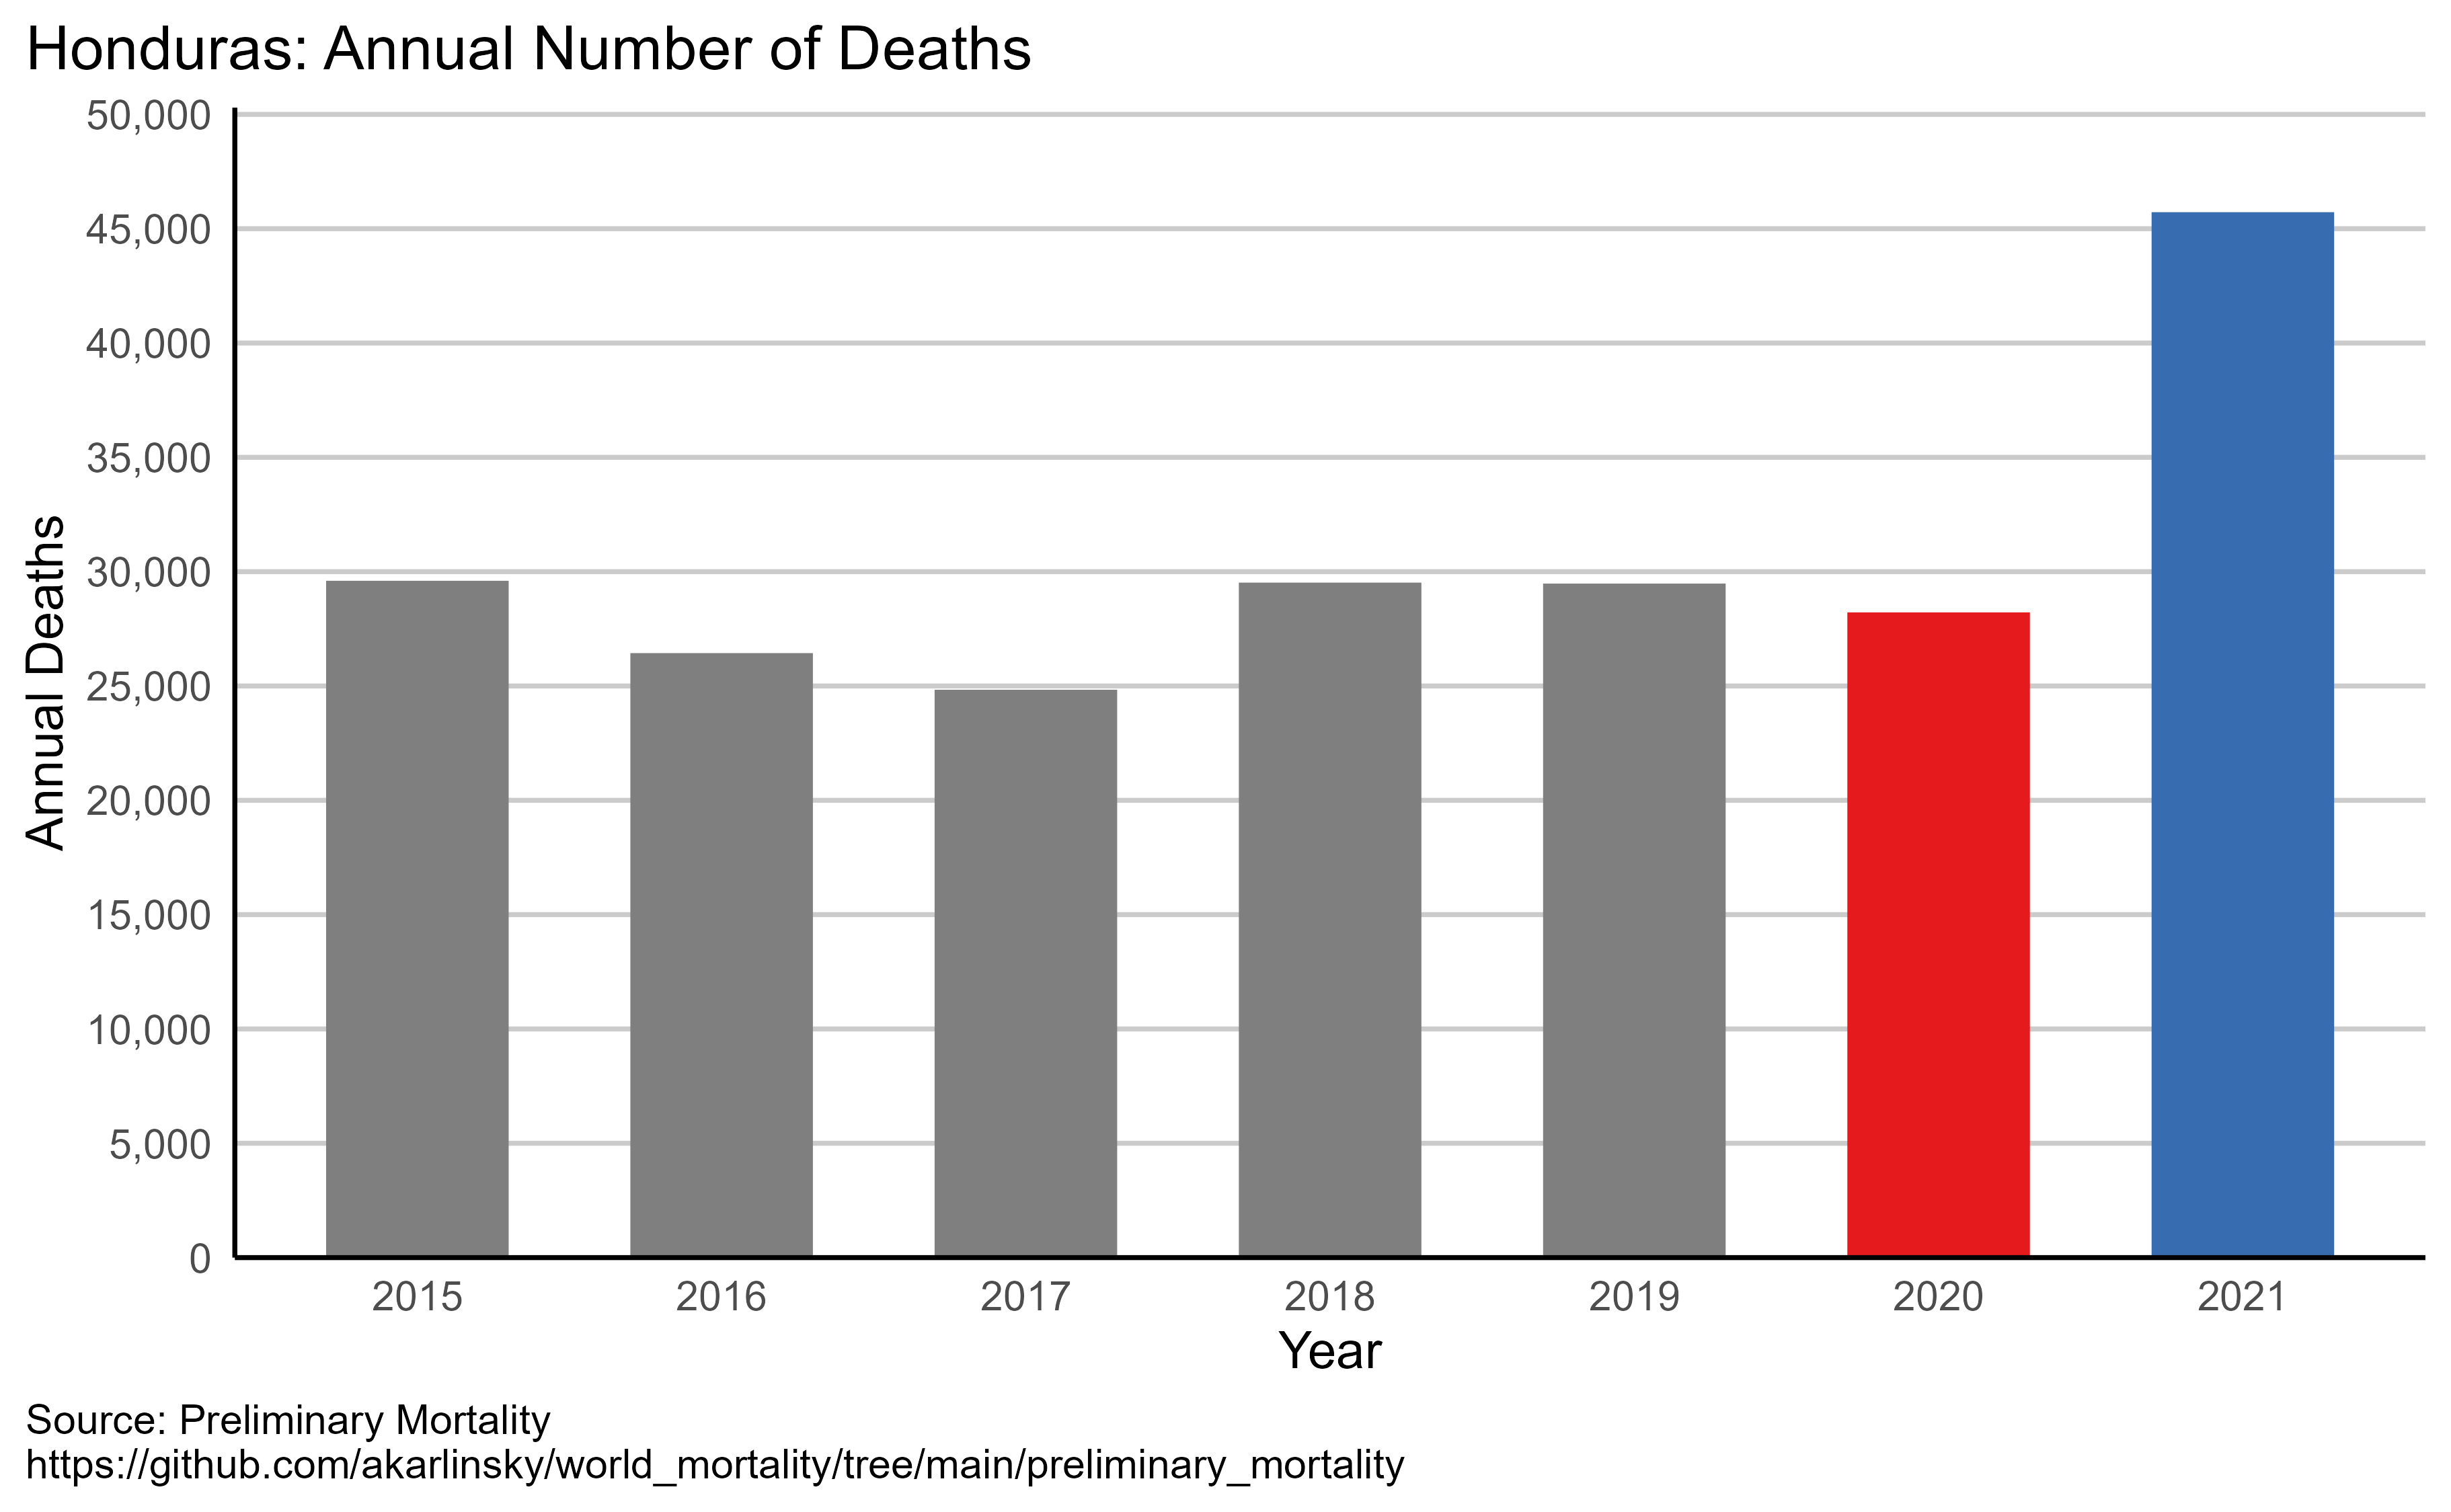 Honduras: Annual Number of Deaths
50,000
45,000
40,000
35,000
30,000
25,000
20,000
15,000
10,000
5,000
0
Annual Deaths
2015 2016 2017 2018 2019 2020 2021
Year
Source: Preliminary Mortality
https://github.com/akarlinsky/world_mortality/tree/main/preliminary_mortality